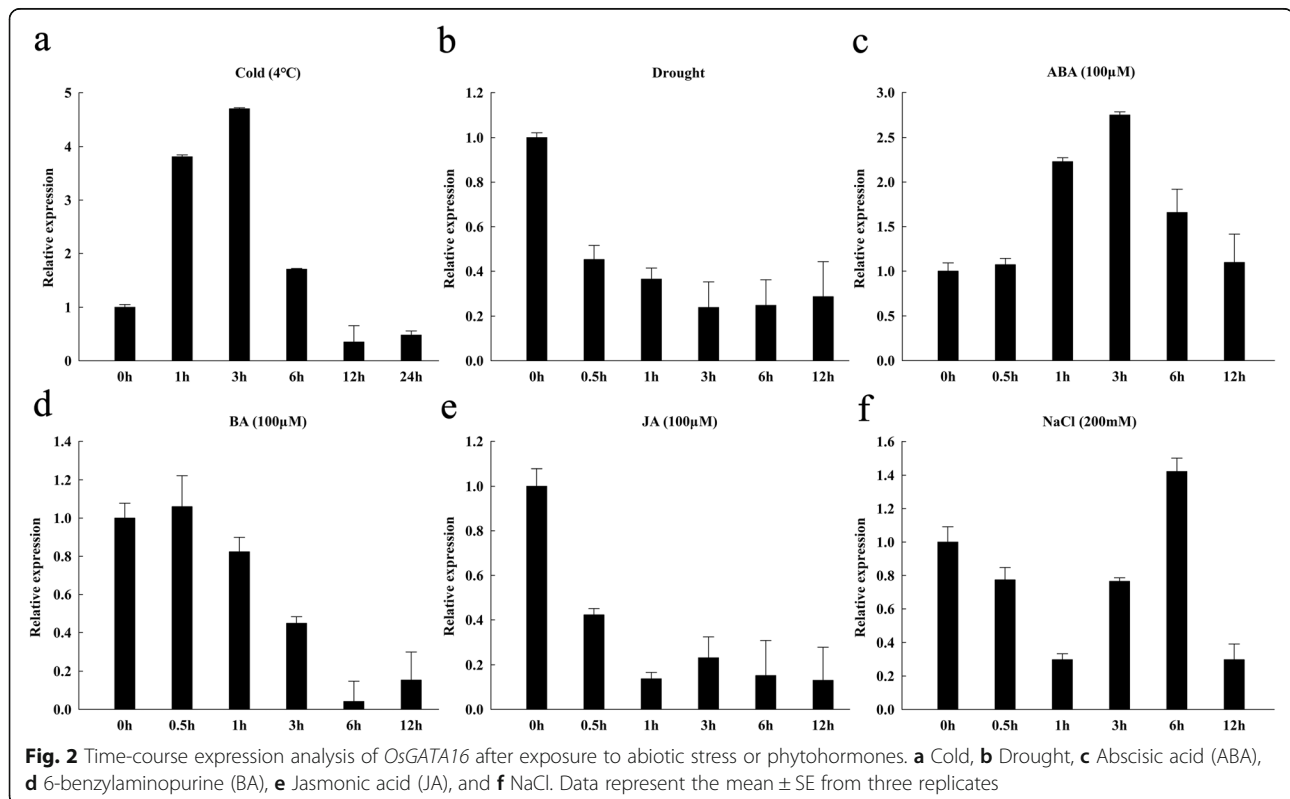 a
Cold (4°C)
Relative expression
5
4
3
2
1
0
0h 1h 3h 6h 12h 24h
b
Drought
Relative expression
1.2
1.0
0.8
0.6
0.4
0.2
0.0
0h 0.5h 1h 3h 6h 12h
c
ABA (100μM)
Relative expression
3.0
2.5
2.0
1.5
1.0
0.5
0.0
0h 0.5h 1h 3h 6h 12h
d
BA (100μM)
Relative expression
1.4
1.2
1.0
0.8
0.6
0.4
0.2
0.0
0h 0.5h 1h 3h 6h 12h
e
JA (100μM)
Relative expression
1.2
1.0
0.8
0.6
0.4
0.2
0.0
0h 0.5h 1h 3h 6h 12h
f
NaCl (200mM)
Relative expression
1.6
1.4
1.2
1.0
0.8
0.6
0.4
0.2
0.0
0h 0.5h 1h 3h 6h 12h
Fig. 2 Time-course expression analysis of OsGATA16 after exposure to abiotic stress or phytohormones. a Cold, b Drought, c Abscisic acid (ABA),
d 6-benzylaminopurine (BA), e Jasmonic acid (JA), and f NaCl. Data represent the mean ± SE from three replicates